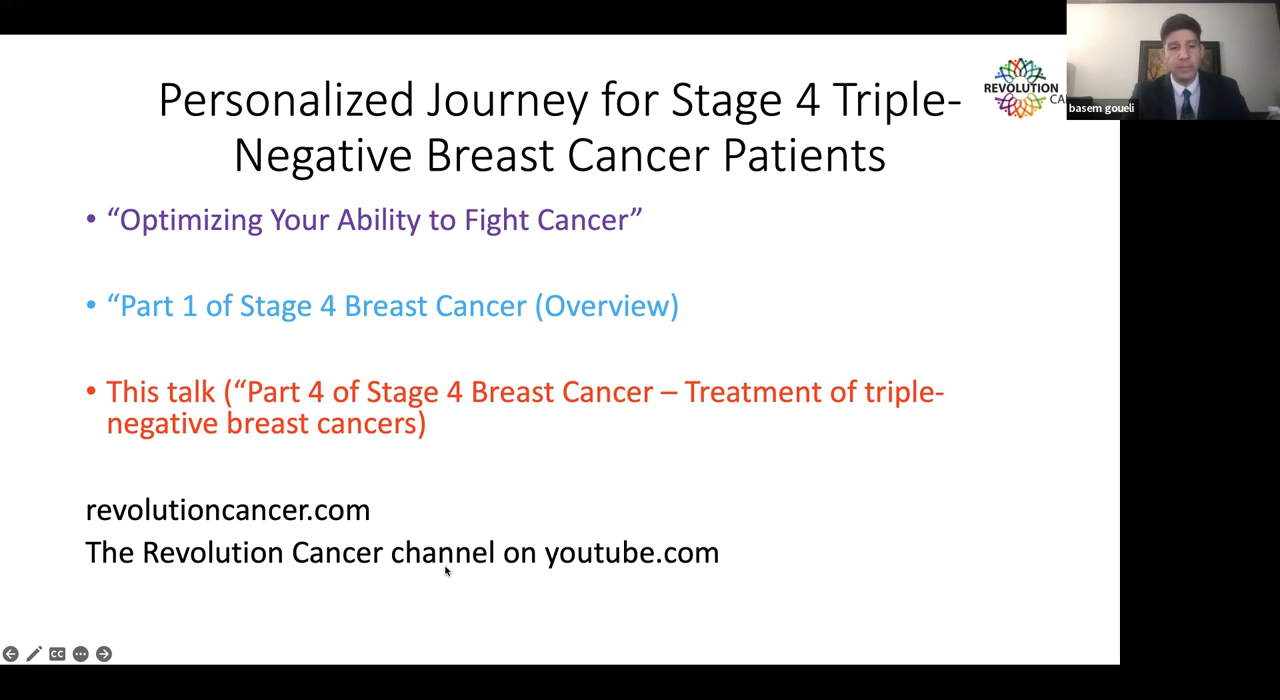 Personalized Journey for Stage 4 Triple-
Negative Breast Cancer Patients
REVOLUTION
CA
basem goueli
• “Optimizing Your Ability to Fight Cancer”
• “Part 1 of Stage 4 Breast Cancer (Overview)
• This talk (“Part 4 of Stage 4 Breast Cancer – Treatment of triple-
negative breast cancers)
revolutioncancer.com
The Revolution Cancer channel on youtube.com
CC